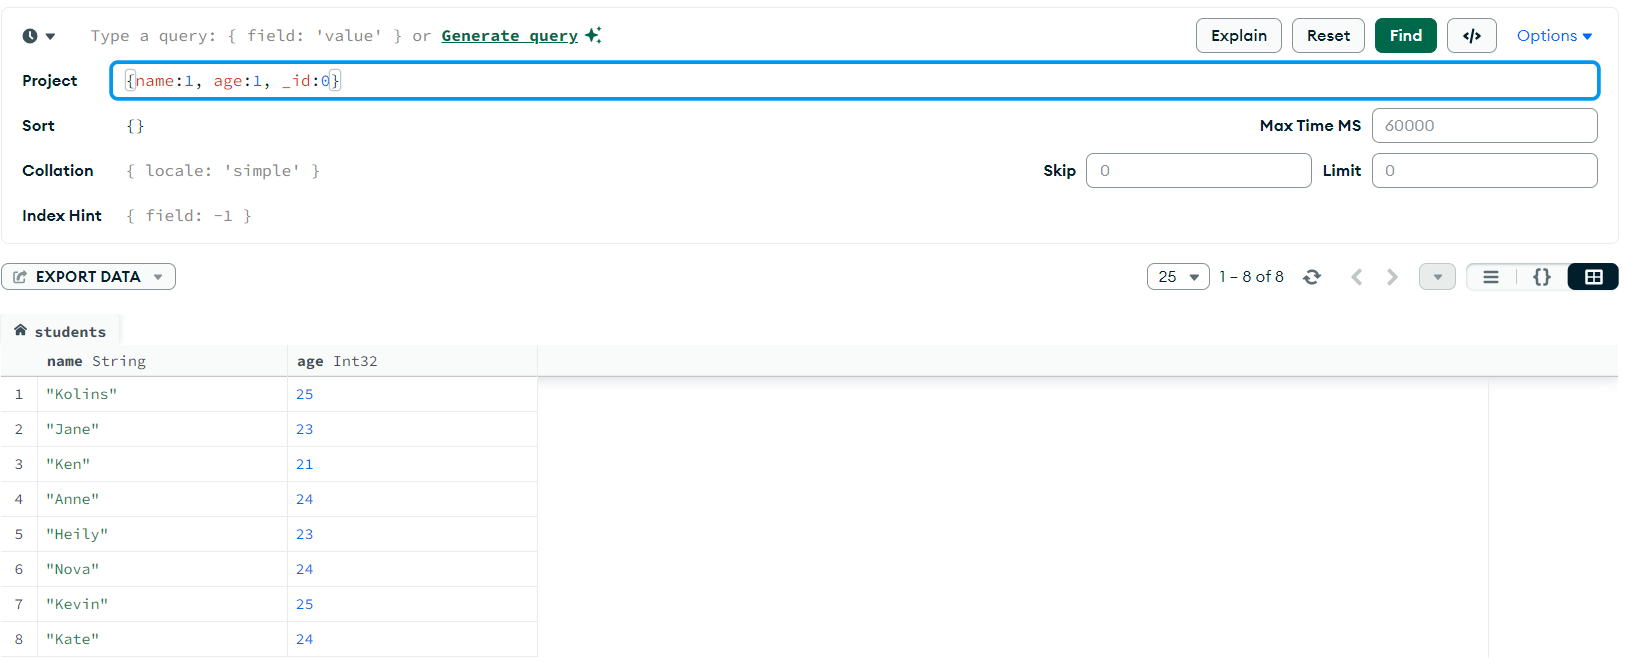 Type a query: { field: 'value' } or Generate query Explain Reset Find </> Options
Project {name:1, age:1, _id:0}
Sort {} Max Time MS 60000
Collation { locale: 'simple' } Skip 0 Limit 0
Index Hint { field: -1 }
EXPORT DATA 25 1 – 8 of 8 {}
students
name String age Int32
1 "Kolins" 25
2 "Jane" 23
3 "Ken" 21
4 "Anne" 24
5 "Heily" 23
6 "Nova" 24
7 "Kevin" 25
8 "Kate" 24